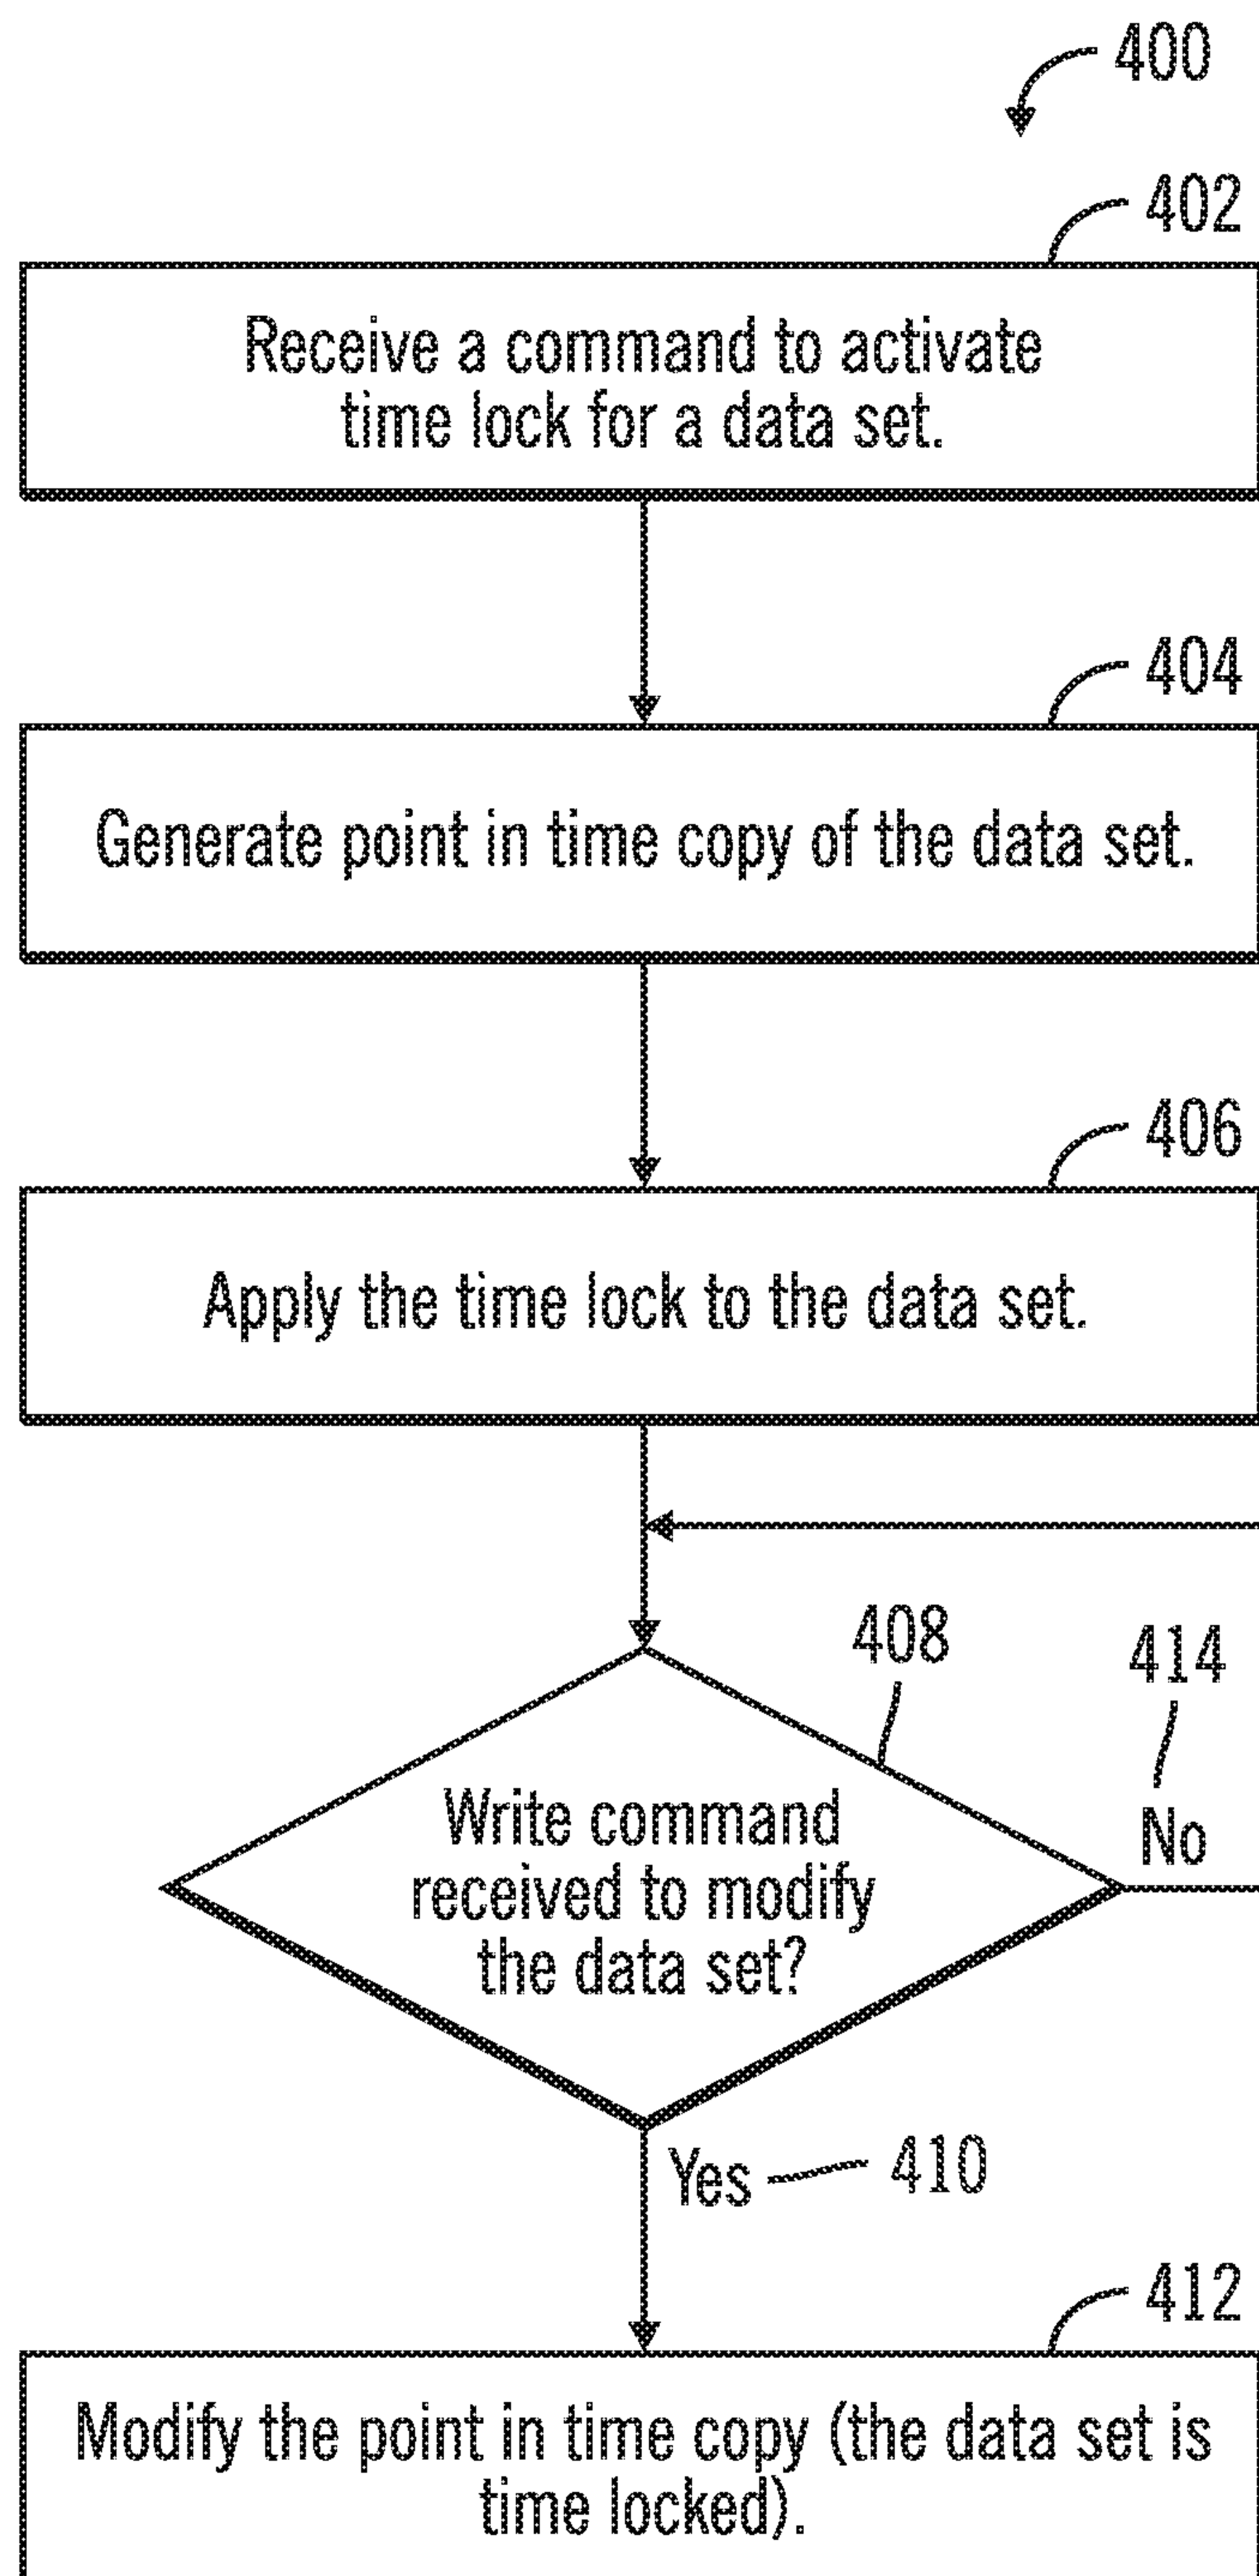 400
402
Receive a command to activate
time lock for a data set.
404
Generate point in time copy of the data set.
406
Apply the time lock to the data set.
408
414
Write command
received to modify
the data set?
No
Yes
410
412
Modify the point in time copy (the data set is
time locked).